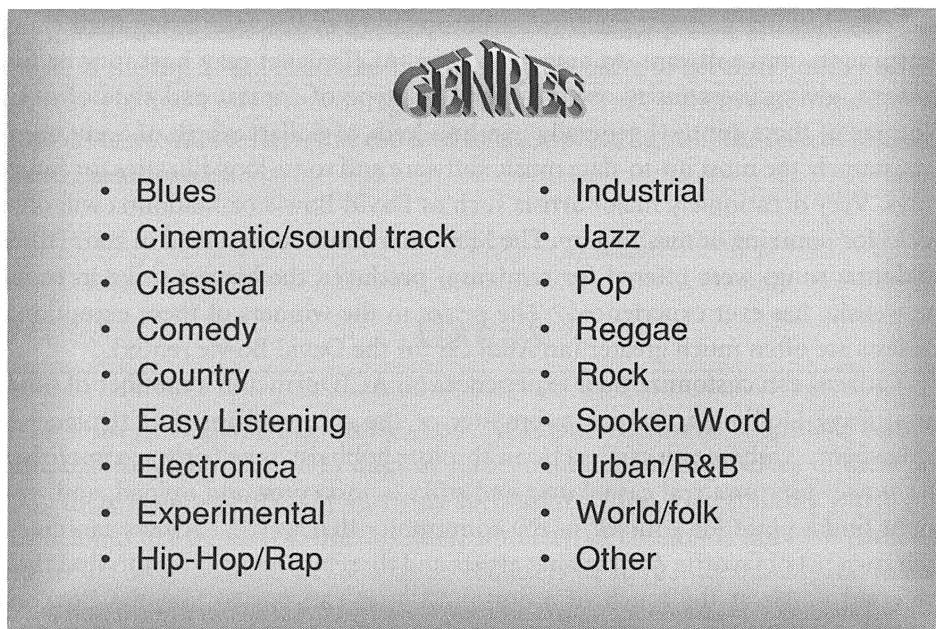 GENRES
• Blues
• Cinematic/sound track
• Classical
• Comedy
• Country
• Easy Listening
• Electronica
• Experimental
• Hip-Hop/Rap
• Industrial
• Jazz
• Pop
• Reggae
• Rock
• Spoken Word
• Urban/R&B
• World/folk
• Other